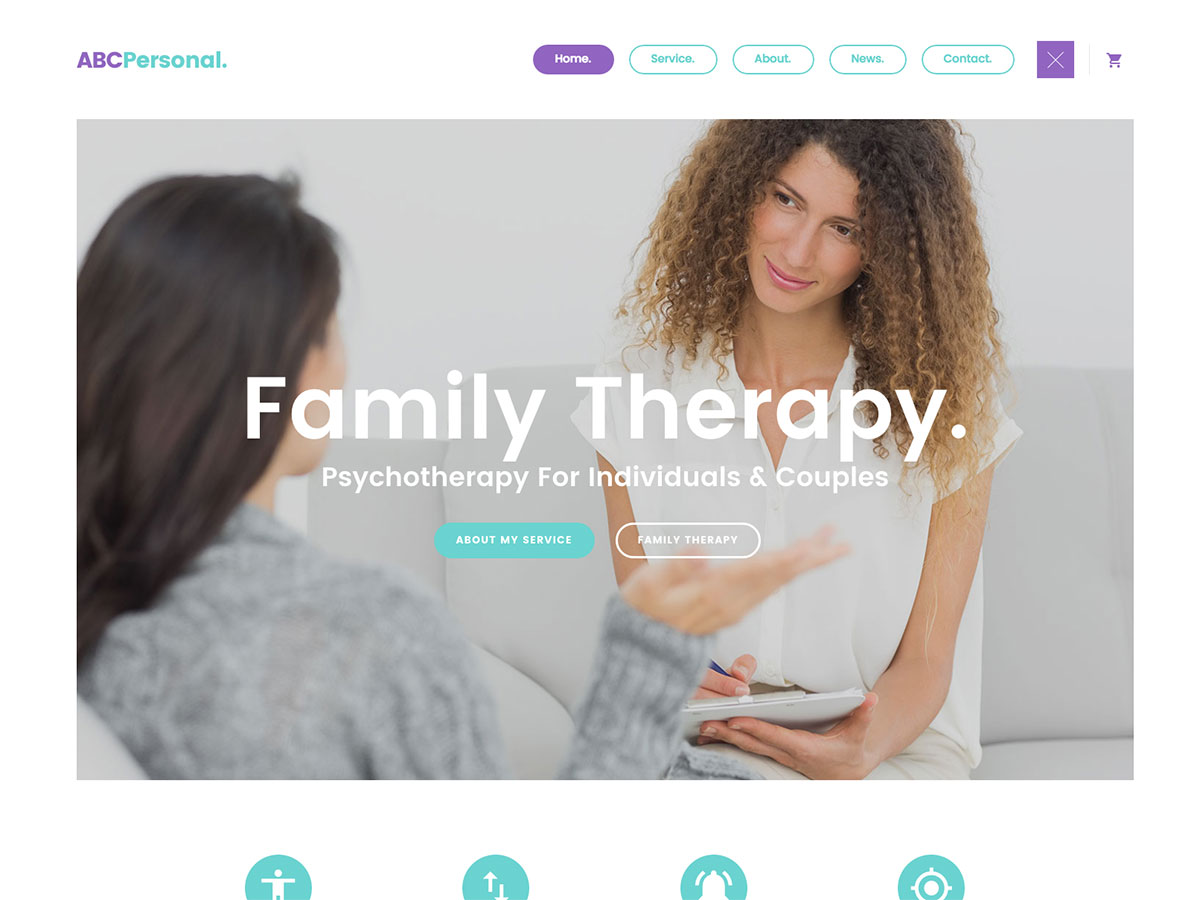 ABCPersonal.
Home. Service. About. News. Contact.
Family Therapy.
Psychotherapy For Individuals & Couples
ABOUT MY SERVICE FAMILY THERAPY